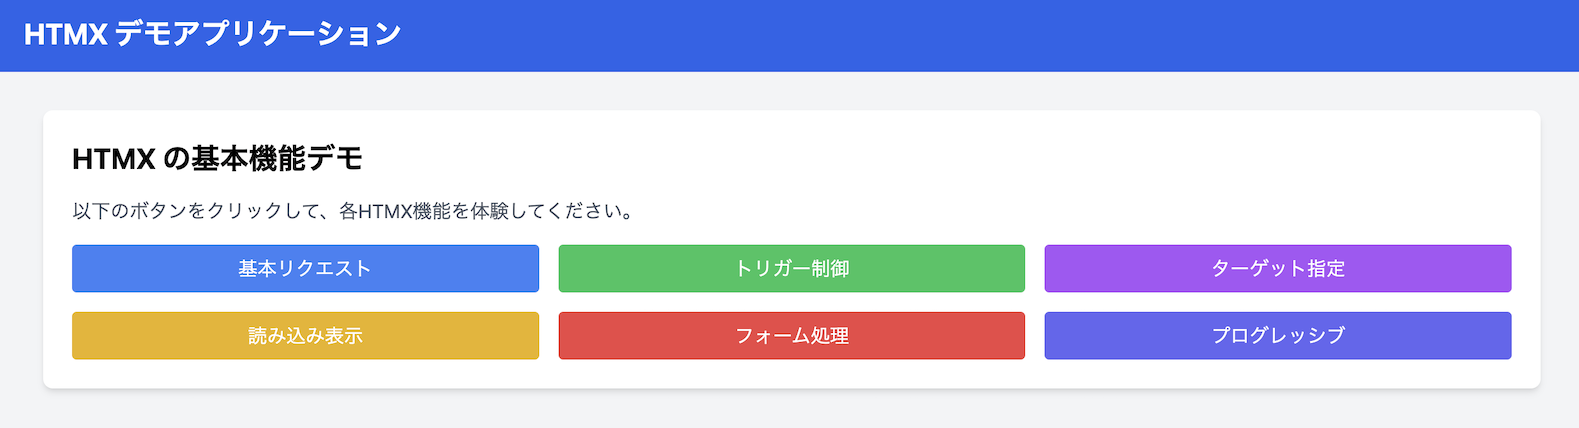 HTMX デモアプリケーション
HTMX の基本機能デモ
以下のボタンをクリックして、各HTMX機能を体験してください。
基本リクエスト
トリガー制御
ターゲット指定
読み込み表示
フォーム処理
プログレッシブ